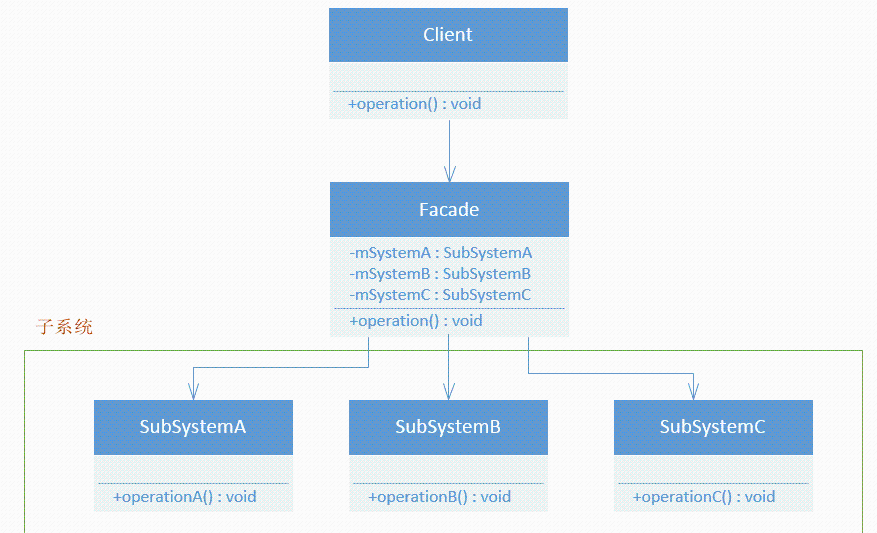 Client
+operation() : void
Facade
-mSystemA : SubSystemA
-mSystemB : SubSystemB
-mSystemC : SubSystemC
+operation() : void
子系统
SubSystemA
+operationA() : void
SubSystemB
+operationB() : void
SubSystemC
+operationC() : void